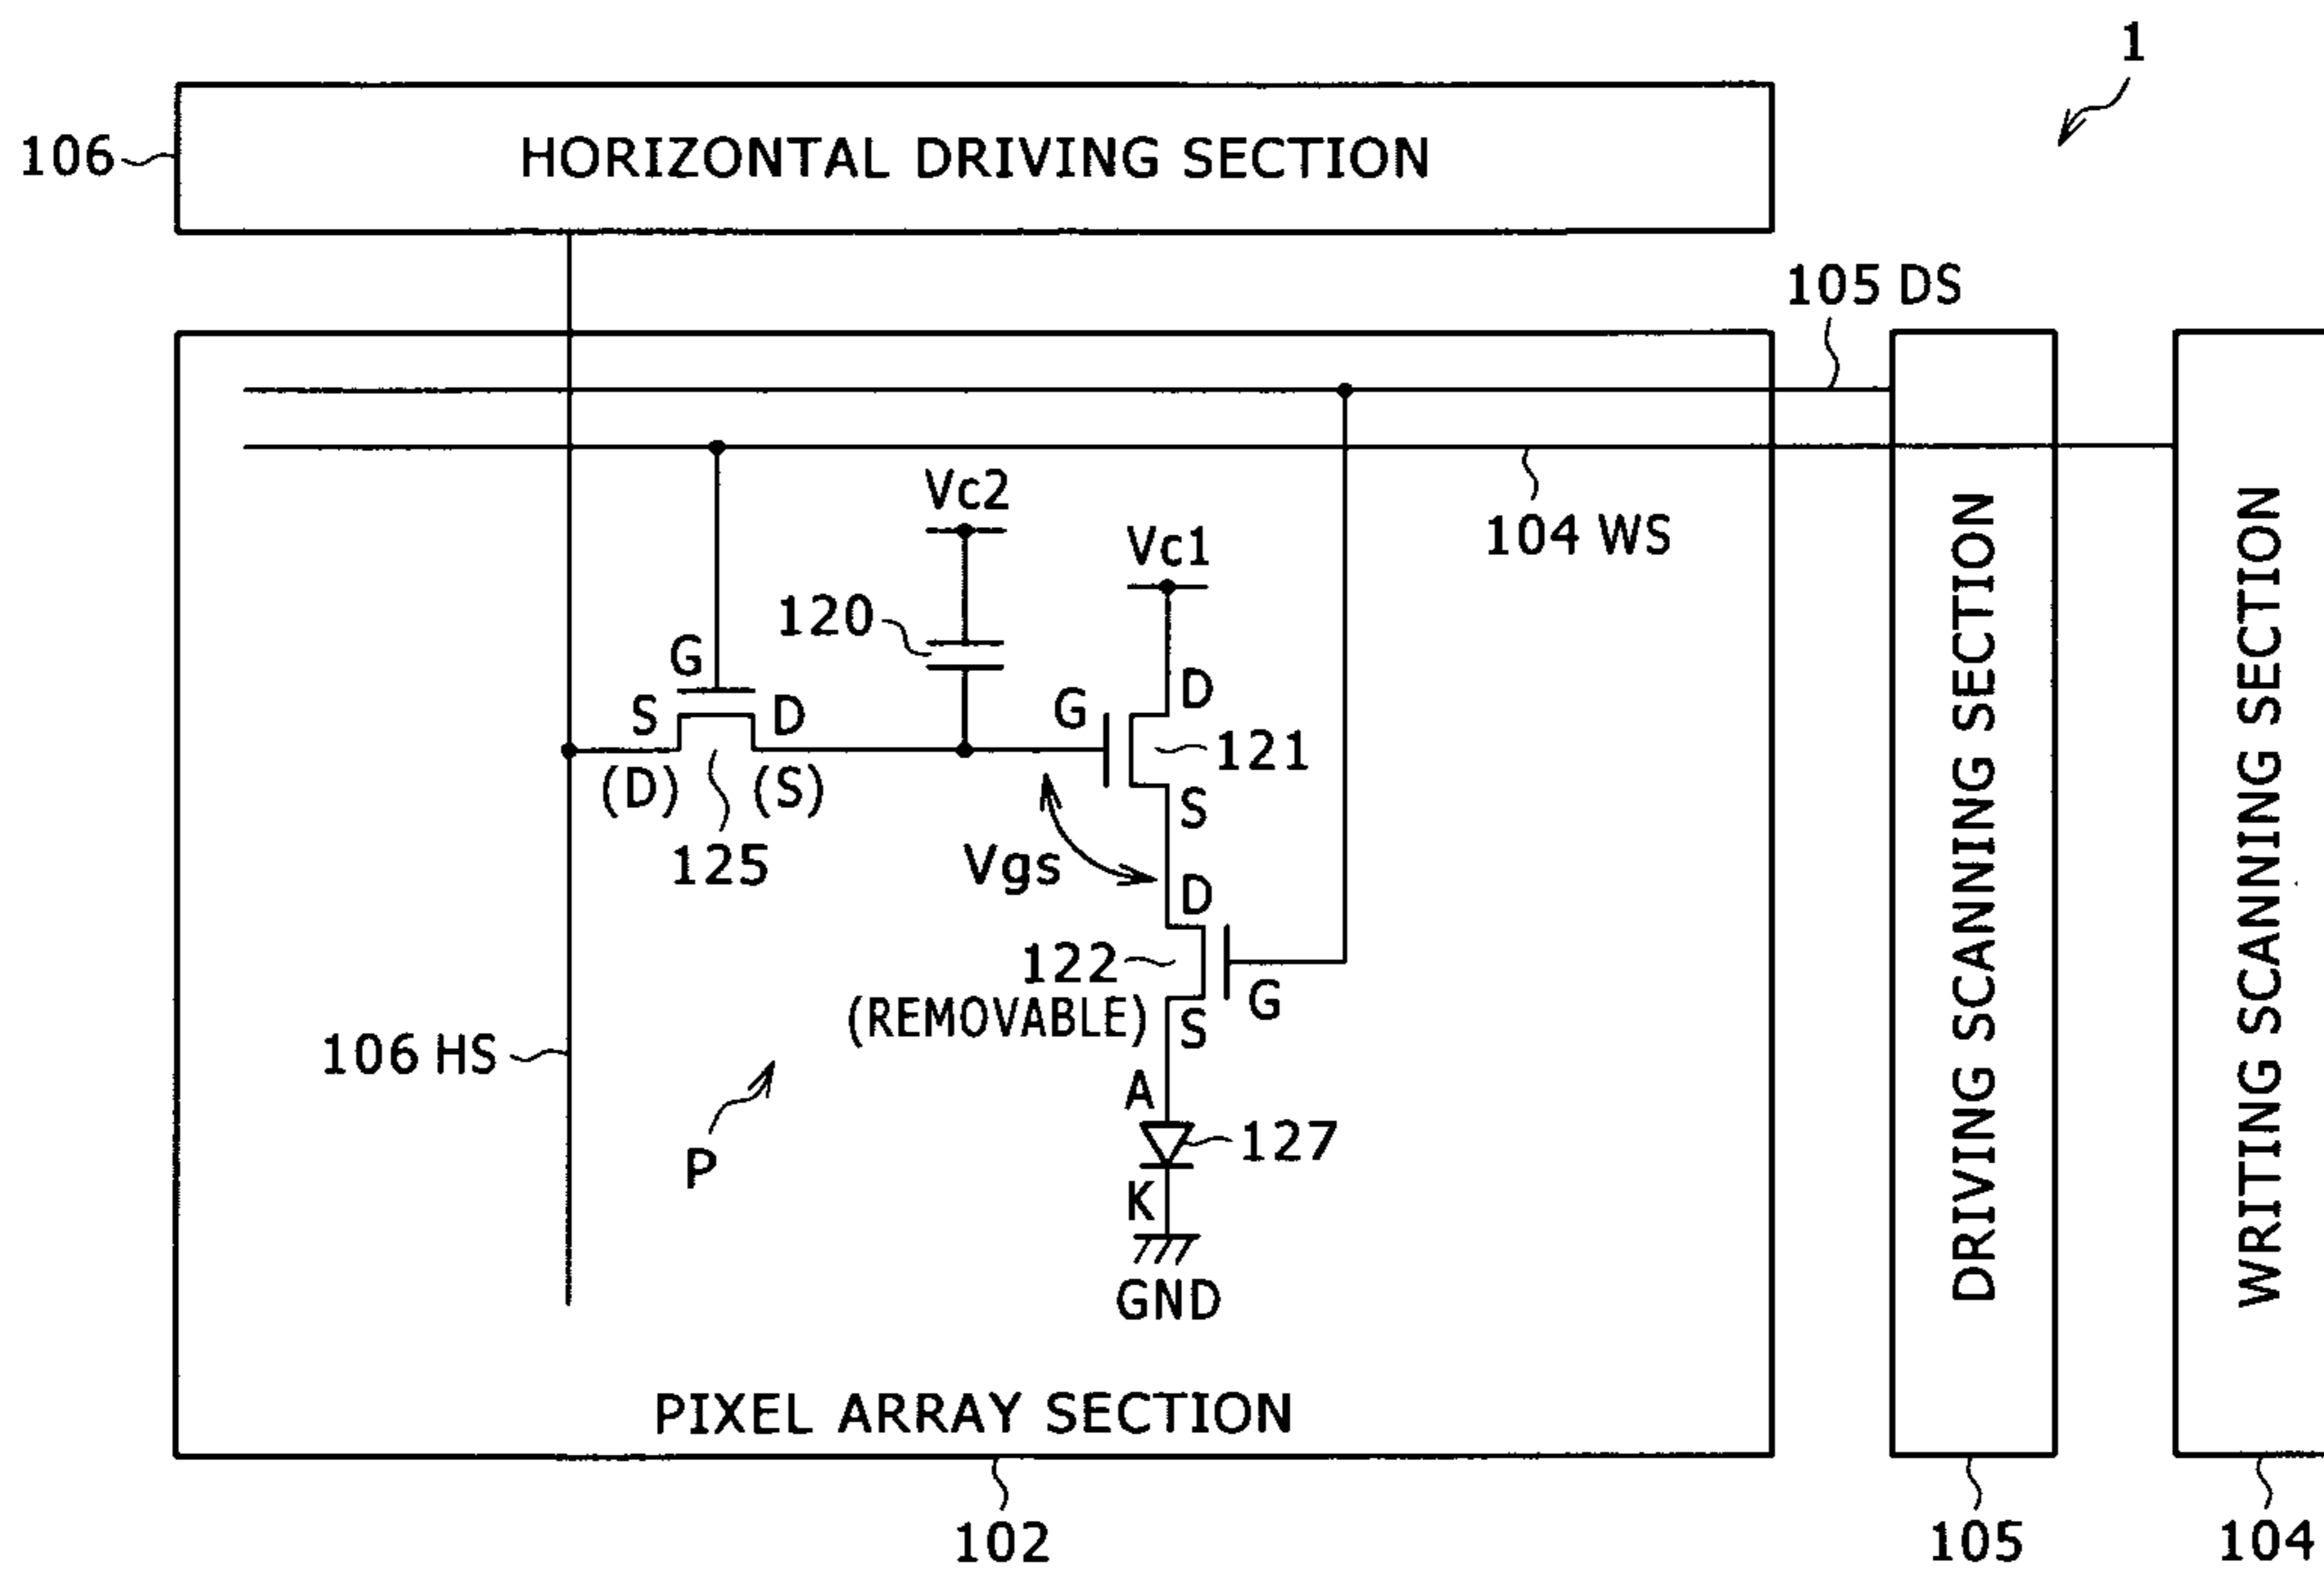 1
106
HORIZONTAL DRIVING SECTION
105 DS
Vc2
Vc1
104 WS
120
G
S
D
G
D
(D)
(S)
121
125
S
Vgs
D
122
(REMOVABLE)
G
S
106 HS
A
127
P
K
GND
DRIVING SCANNING SECTION
WRITING SCANNING SECTION
PIXEL ARRAY SECTION
102
105
104